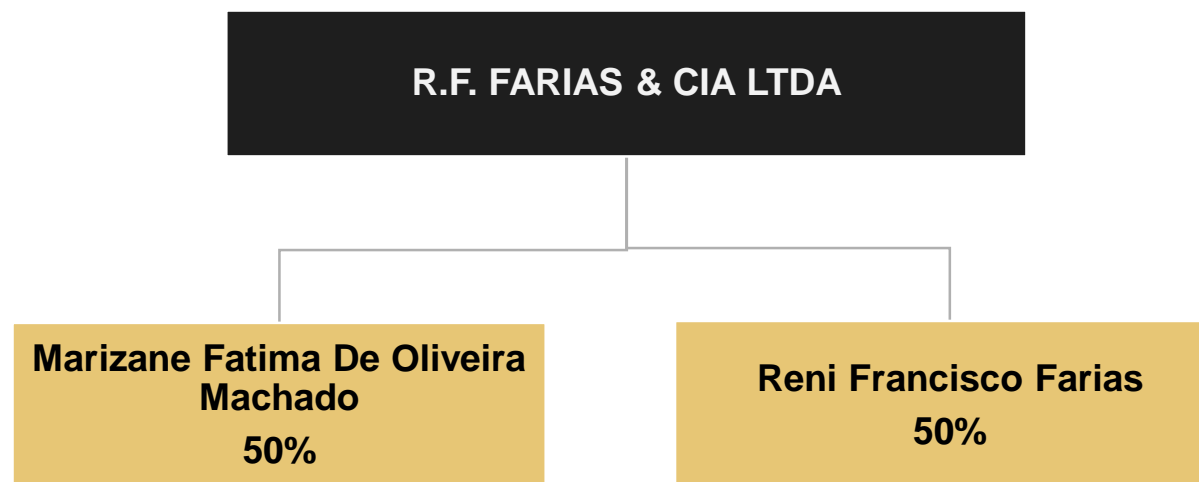 R.F. FARIAS & CIA LTDA
Marizane Fatima De Oliveira
Machado
50%
Reni Francisco Farias
50%